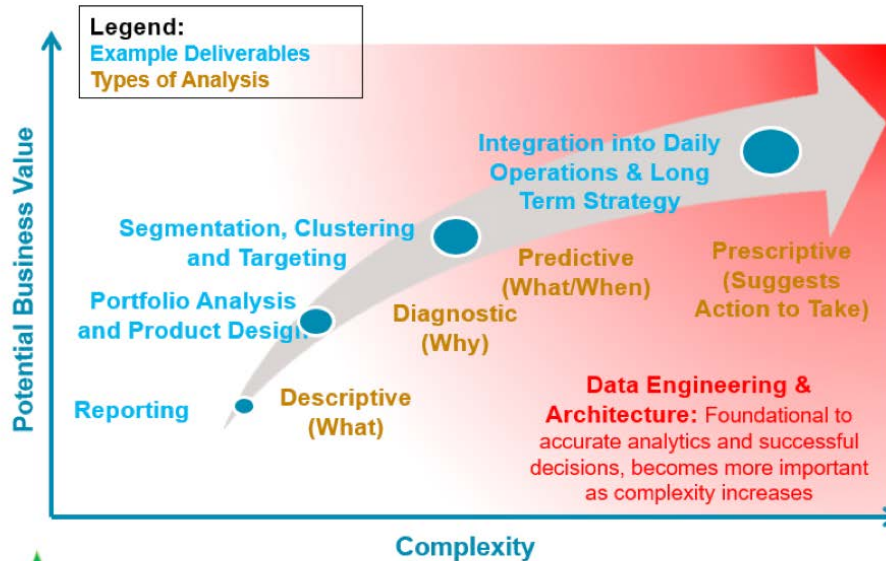 Legend:
Example Deliverables
Types of Analysis
Potential Business Value
Integration into Daily
Operations & Long
Term Strategy
Segmentation, Clustering
and Targeting
Predictive
(What/When)
Prescriptive
(Suggests
Action to Take)
Portfolio Analysis
and Product Design
Diagnostic
(Why)
Reporting
Descriptive
(What)
Data Engineering &
Architecture: Foundational to
accurate analytics and successful
decisions, becomes more important
as complexity increases
Complexity